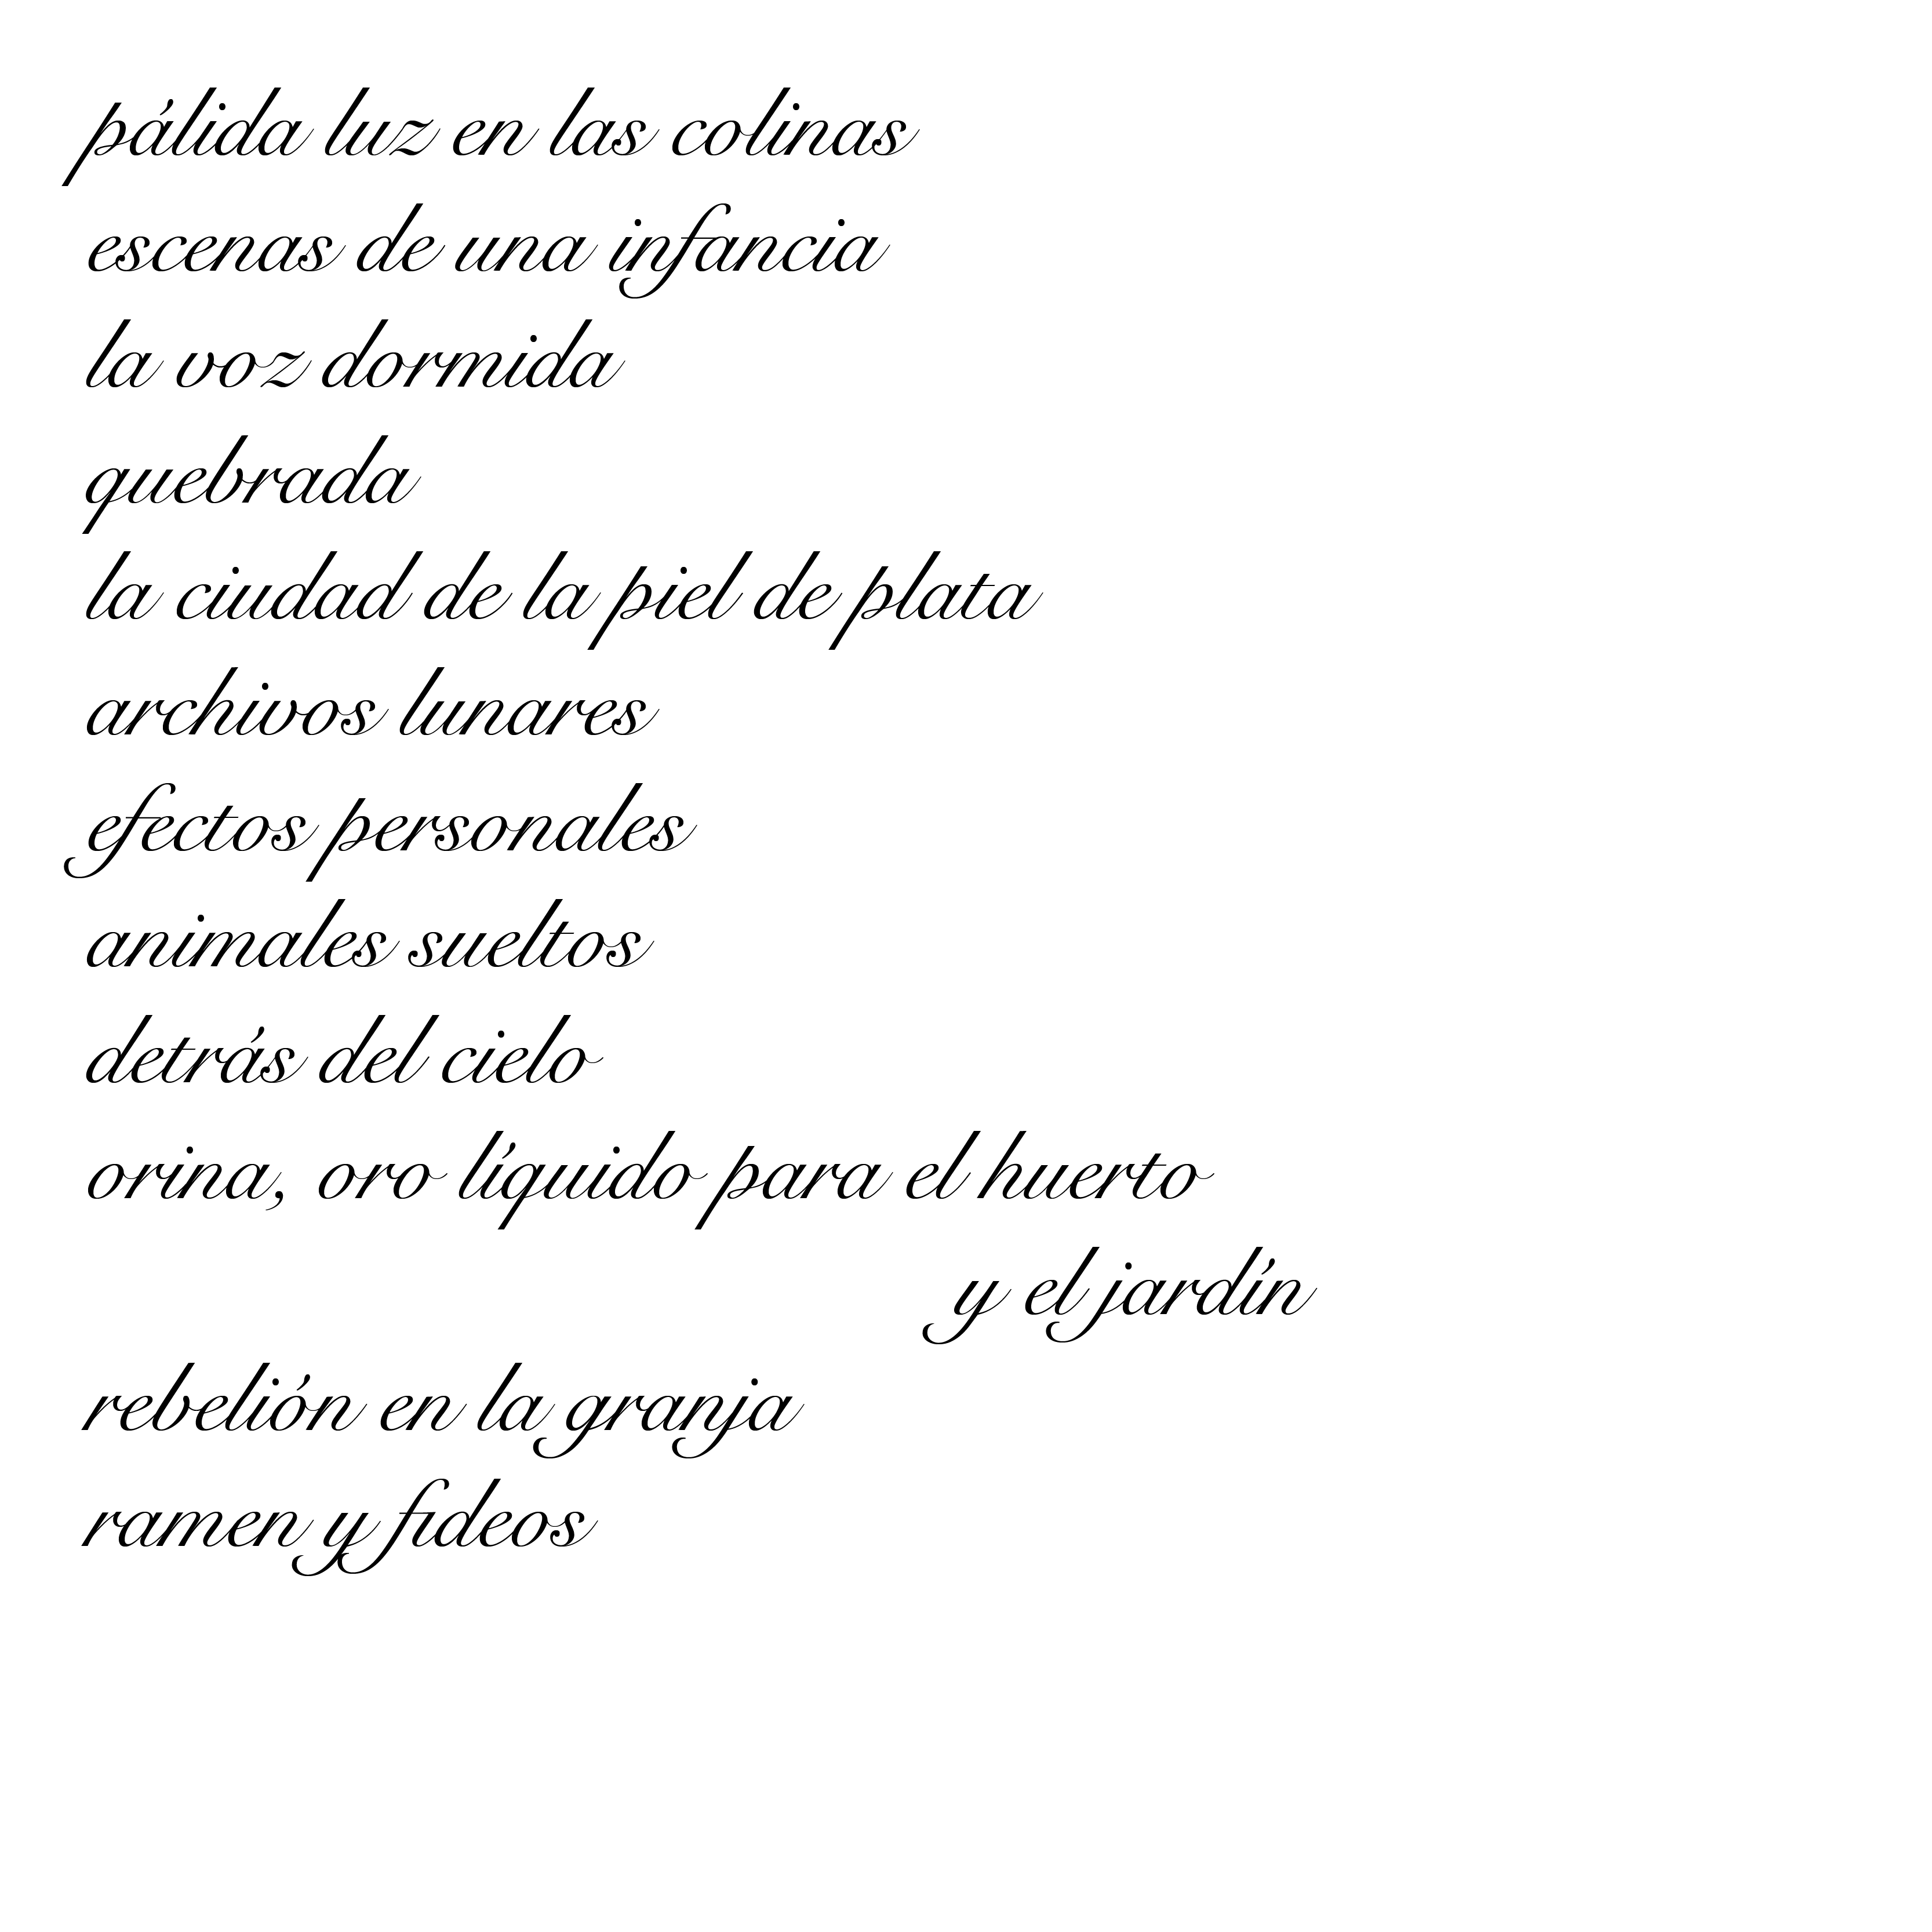 pálida luz en las colinas
escenas de una infancia
la voz dormida
quebrada
la ciudad de la piel de plata
archivos lunares
efectos personales
animales sueltos
detrás del cielo
orina, oro líquido para el huerto
y el jardín
rebelión en la granja
ramen y fideos